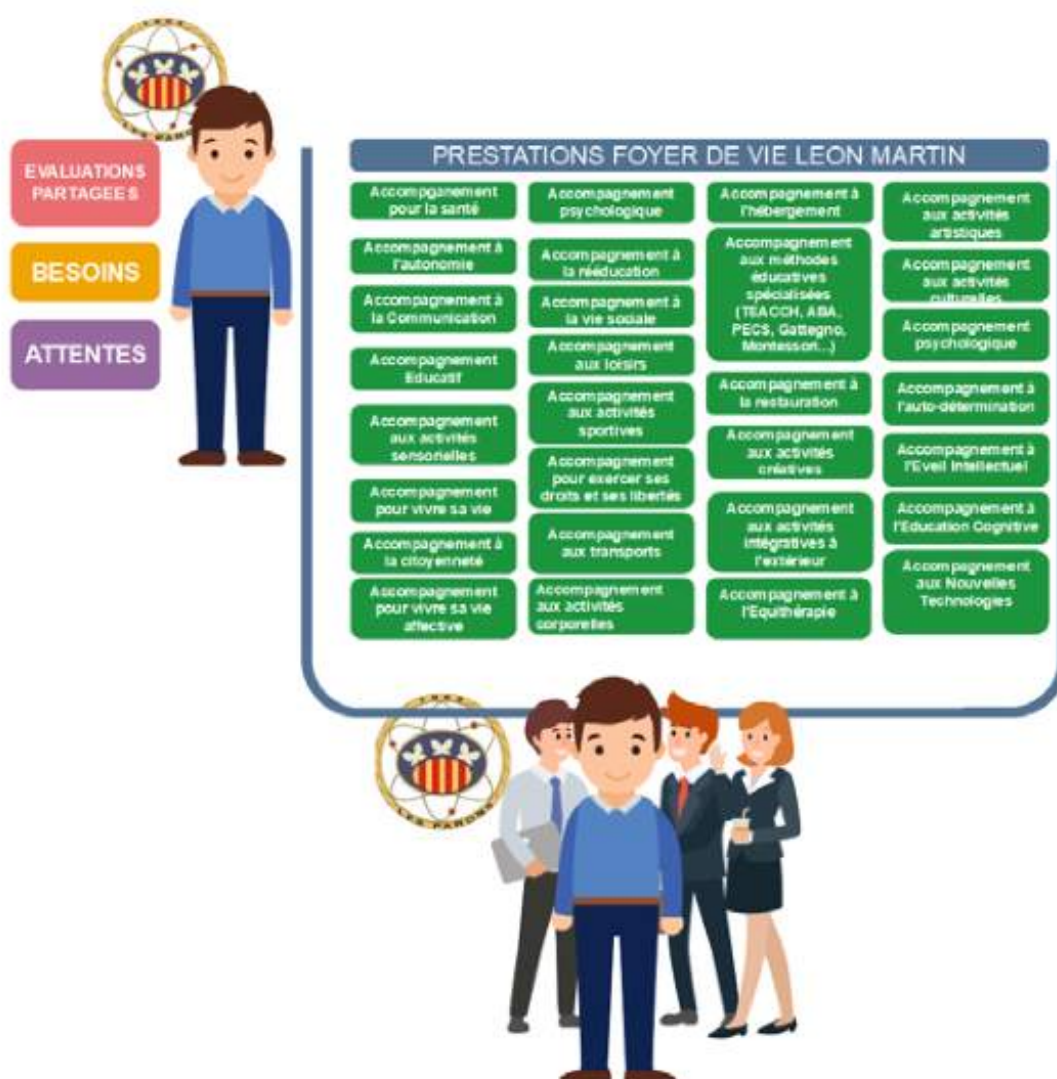 EVALUATIONS
PARTAGEES
BESOINS
ATTENTES
PRESTATIONS FOYER DE VIE LEON MARTIN
Accompganement
pour la santé
Accompagnement à
l'autonomie
Accompagnement à
la Communication
Accompagnement
Educatif
Accompagnement
aux activités
sensorielles
Accompagnement
pour vivre sa vie
Accompagnement à
la citoyenneté
Accompagnement
pour vivre sa vie
affective
Accompagnement
psychologique
Accompagnement à
la rééducation
Accompagnement à
la vie sociale
Accompagnement
aux loisirs
Accompagnement
aux activités
sportives
Accompagnement
pour exercer ses
droits et ses libertés
Accompagnement
aux transports
Accompagnement
aux activités
corporelles
Accompagnement à
l'hébergement
Accompagnement
aux méthodes
éducatives
spécialisées
(TEACCH, ABA,
PECS, Gattegno,
Montessori...)
Accompagnement à
la restauration
Accompagnement
aux activités
créatives
Accompagnement
aux activités
intégratives à
l'extérieur
Accompagnement à
l'Equithérapie
Accompagnement
aux activités
artistiques
Accompagnement
aux activités
culturelles
Accompagnement
psychologique
Accompagnement à
l'auto-détermination
Accompagnement à
l'Eveil Intellectuel
Accompagnement à
l'Education Cognitive
Accompagnement
aux Nouvelles
Technologies
LES PARONS